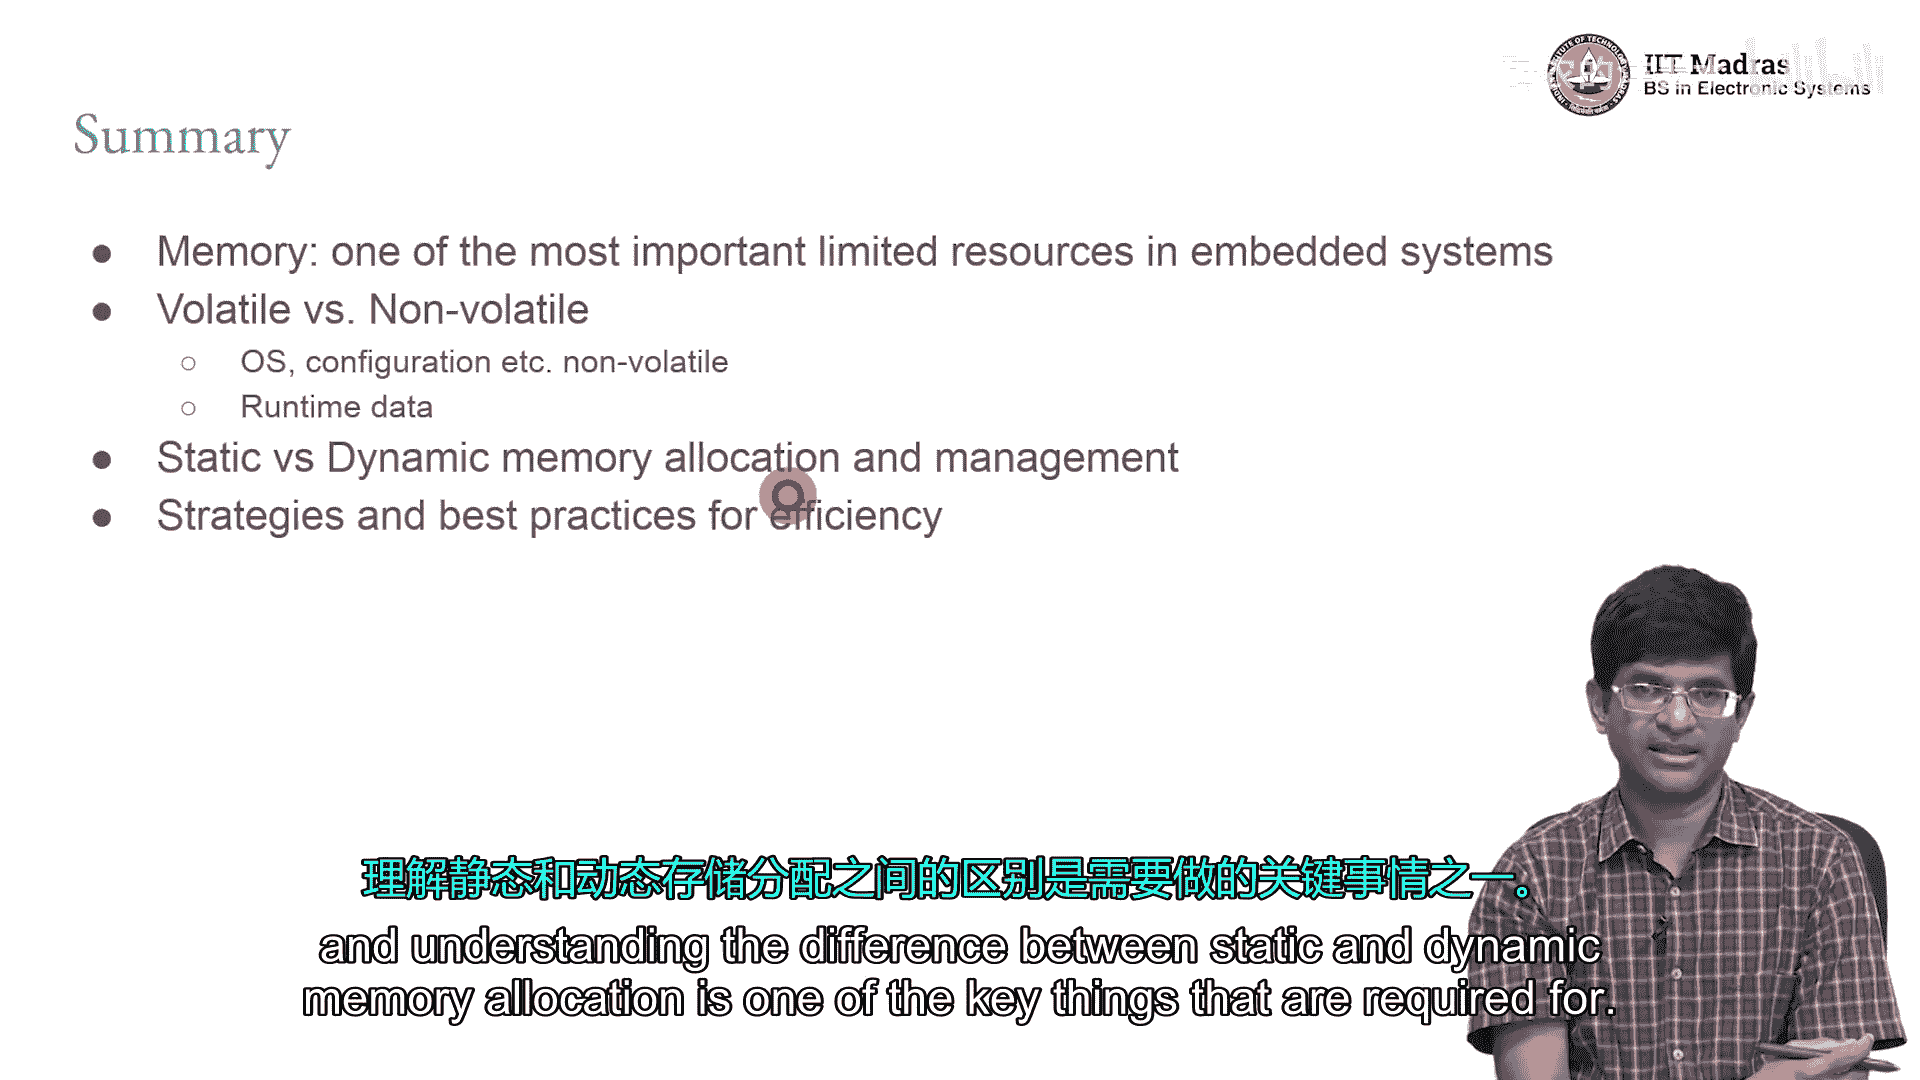 IIT Madras
BS in Electronic Systems
Summary
● Memory: one of the most important limited resources in embedded systems
● Volatile vs. Non-volatile
○ OS, configuration etc. non-volatile
○ Runtime data
● Static vs Dynamic memory allocation and management
● Strategies and best practices for efficiency
理解静态和动态存储分配之间的区别是需要做的关键事情之一。
and understanding the difference between static and dynamic
memory allocation is one of the key things that are required for.